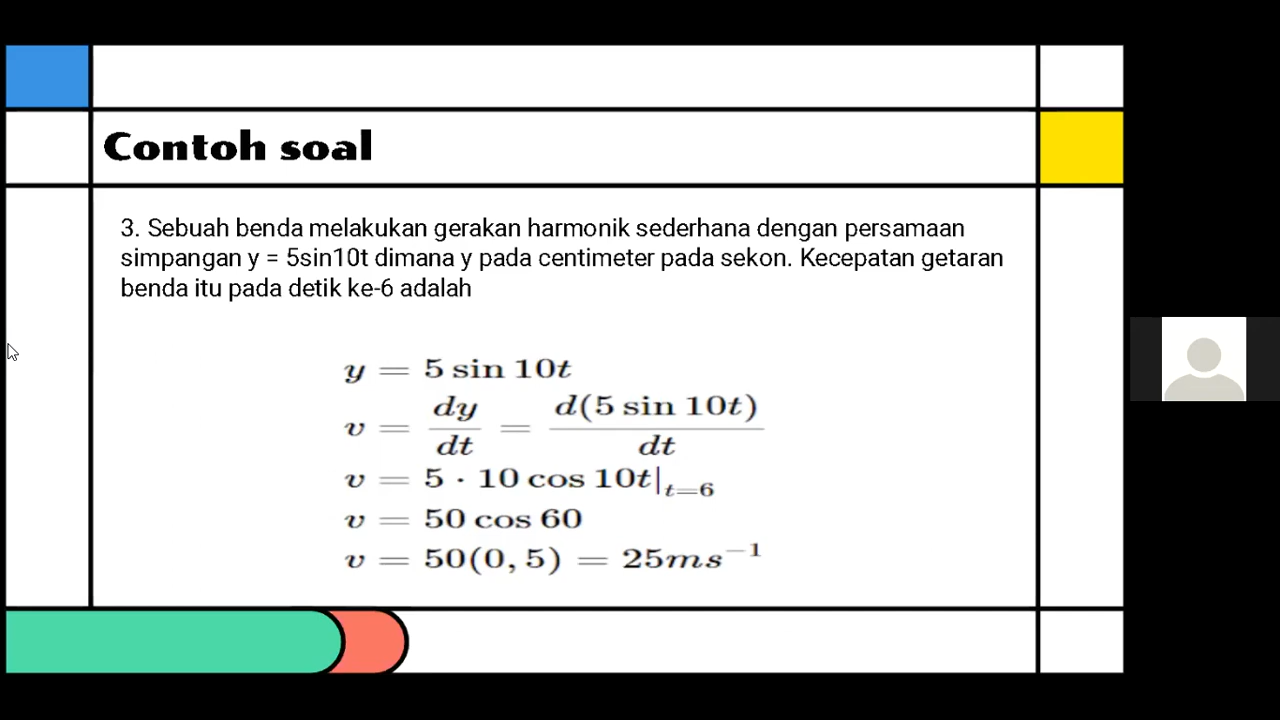 Contoh soal
3. Sebuah benda melakukan gerakan harmonik sederhana dengan persamaan
simpangan y = 5sin10t dimana y pada centimeter pada sekon. Kecepatan getaran
benda itu pada detik ke-6 adalah
y = 5 sin 10t
v = dy/dt = d(5 sin 10t)/dt
v = 5 · 10 cos 10t|t=6
v = 50 cos 60
v = 50(0, 5) = 25ms⁻¹